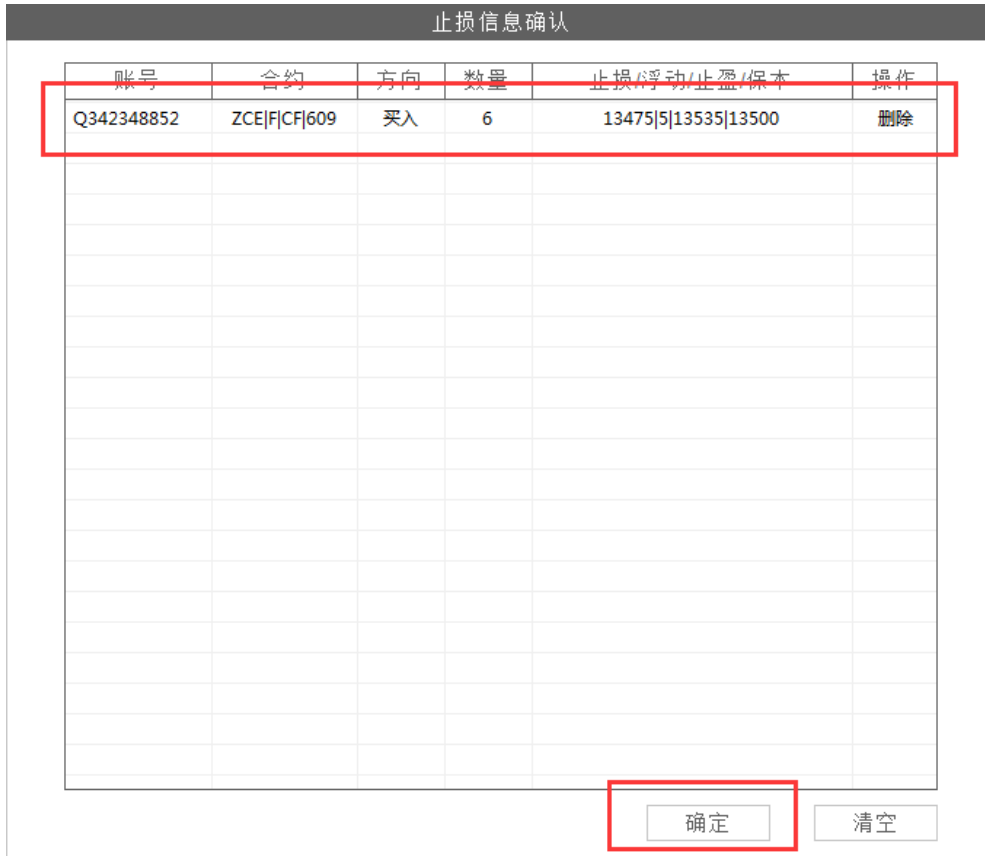 止损信息确认
账号 合约 方向 数量 止损/浮动/止盈/保本 操作
Q342348852 ZCE|F|CF|609 买入 6 13475|5|13535|13500 删除
确定 清空